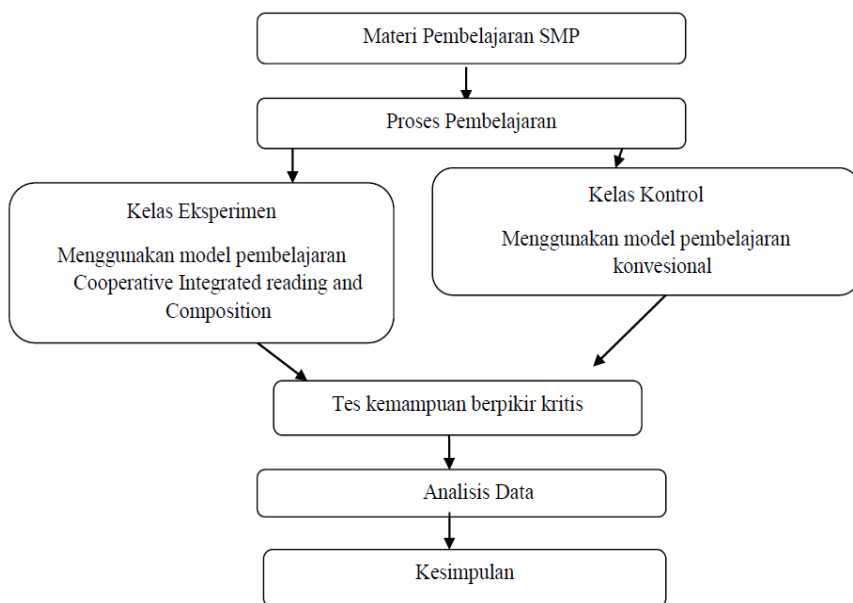 Materi Pembelajaran SMP
Proses Pembelajaran
Kelas Eksperimen
Menggunakan model pembelajaran
Cooperative Integrated reading and
Composition
Kelas Kontrol
Menggunakan model pembelajaran
konvesional
Tes kemampuan berpikir kritis
Analisis Data
Kesimpulan